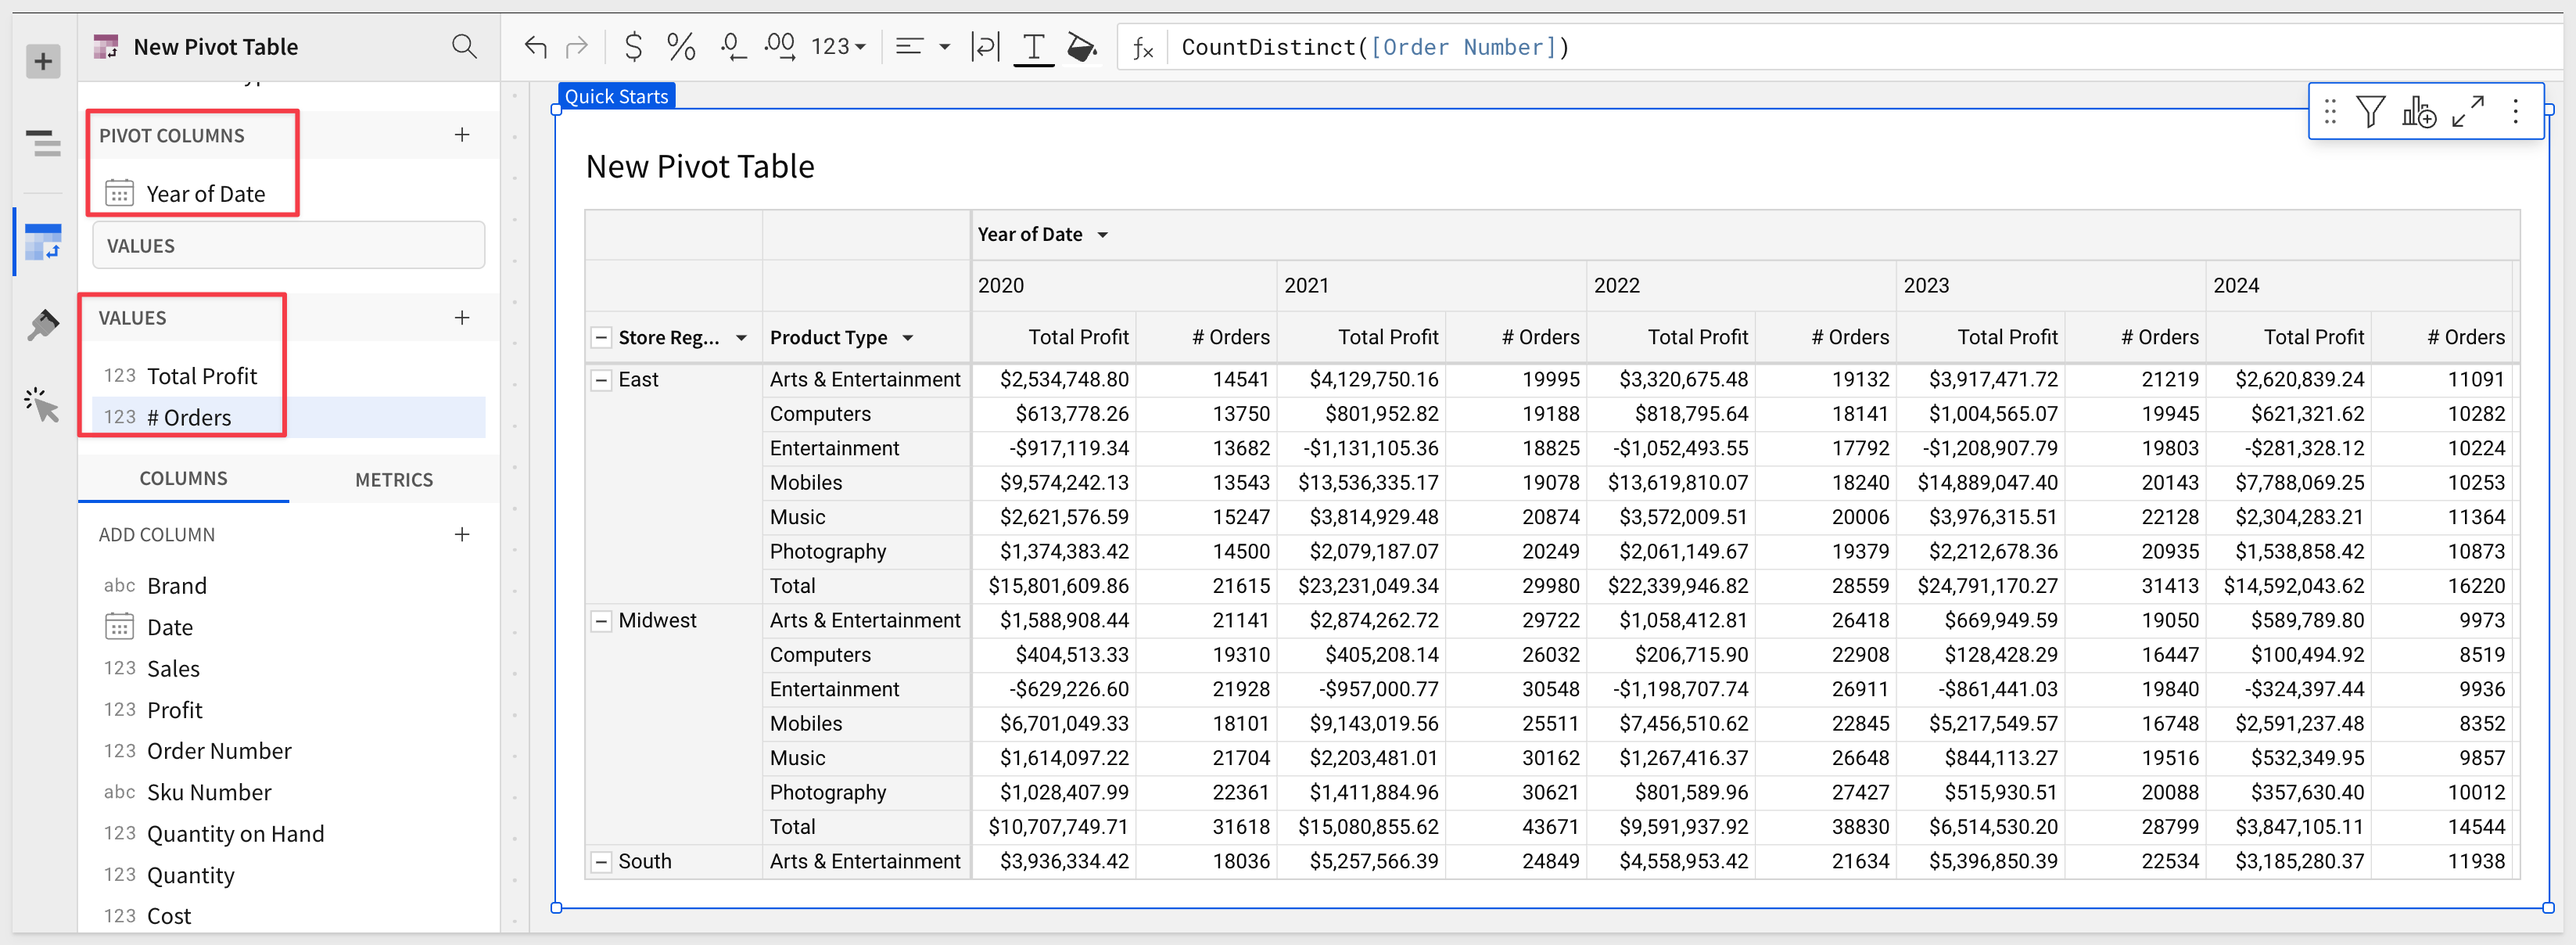 New Pivot Table
.0 .00 123
fx CountDistinct([Order Number])
PIVOT COLUMNS
Year of Date
VALUES
VALUES
123 Total Profit
123 # Orders
COLUMNS METRICS
ADD COLUMN
abc Brand
Date
123 Sales
123 Profit
123 Order Number
abc Sku Number
123 Quantity on Hand
123 Quantity
123 Cost
Quick Starts
New Pivot Table
Year of Date
2020 2021 2022 2023 2024
Store Reg... Product Type Total Profit # Orders Total Profit # Orders Total Profit # Orders Total Profit # Orders Total Profit # Orders
East Arts & Entertainment $2,534,748.80 14541 $4,129,750.16 19995 $3,320,675.48 19132 $3,917,471.72 21219 $2,620,839.24 11091
Computers $613,778.26 13750 $801,952.82 19188 $818,795.64 18141 $1,004,565.07 19945 $621,321.62 10282
Entertainment -$917,119.34 13682 -$1,131,105.36 18825 -$1,052,493.55 17792 -$1,208,907.79 19803 -$281,328.12 10224
Mobiles $9,574,242.13 13543 $13,536,335.17 19078 $13,619,810.07 18240 $14,889,047.40 20143 $7,788,069.25 10253
Music $2,621,576.59 15247 $3,814,929.48 20874 $3,572,009.51 20006 $3,976,315.51 22128 $2,304,283.21 11364
Photography $1,374,383.42 14500 $2,079,187.07 20249 $2,061,149.67 19379 $2,212,678.36 20935 $1,538,858.42 10873
Total $15,801,609.86 21615 $23,231,049.34 29980 $22,339,946.82 28559 $24,791,170.27 31413 $14,592,043.62 16220
Midwest Arts & Entertainment $1,588,908.44 21141 $2,874,262.72 29722 $1,058,412.81 26418 $669,949.59 19050 $589,789.80 9973
Computers $404,513.33 19310 $405,208.14 26032 $206,715.90 22908 $128,428.29 16447 $100,494.92 8519
Entertainment -$629,226.60 21928 -$957,000.77 30548 -$1,198,707.74 26911 -$861,441.03 19840 -$324,397.44 9936
Mobiles $6,701,049.33 18101 $9,143,019.56 25511 $7,456,510.62 22845 $5,217,549.57 16748 $2,591,237.48 8352
Music $1,614,097.22 21704 $2,203,481.01 30162 $1,267,416.37 26648 $844,113.27 19516 $532,349.95 9857
Photography $1,028,407.99 22361 $1,411,884.96 30621 $801,589.96 27427 $515,930.51 20088 $357,630.40 10012
Total $10,707,749.71 31618 $15,080,855.62 43671 $9,591,937.92 38830 $6,514,530.20 28799 $3,847,105.11 14544
South Arts & Entertainment $3,936,334.42 18036 $5,257,566.39 24849 $4,558,953.42 21634 $5,396,850.39 22534 $3,185,280.37 11938